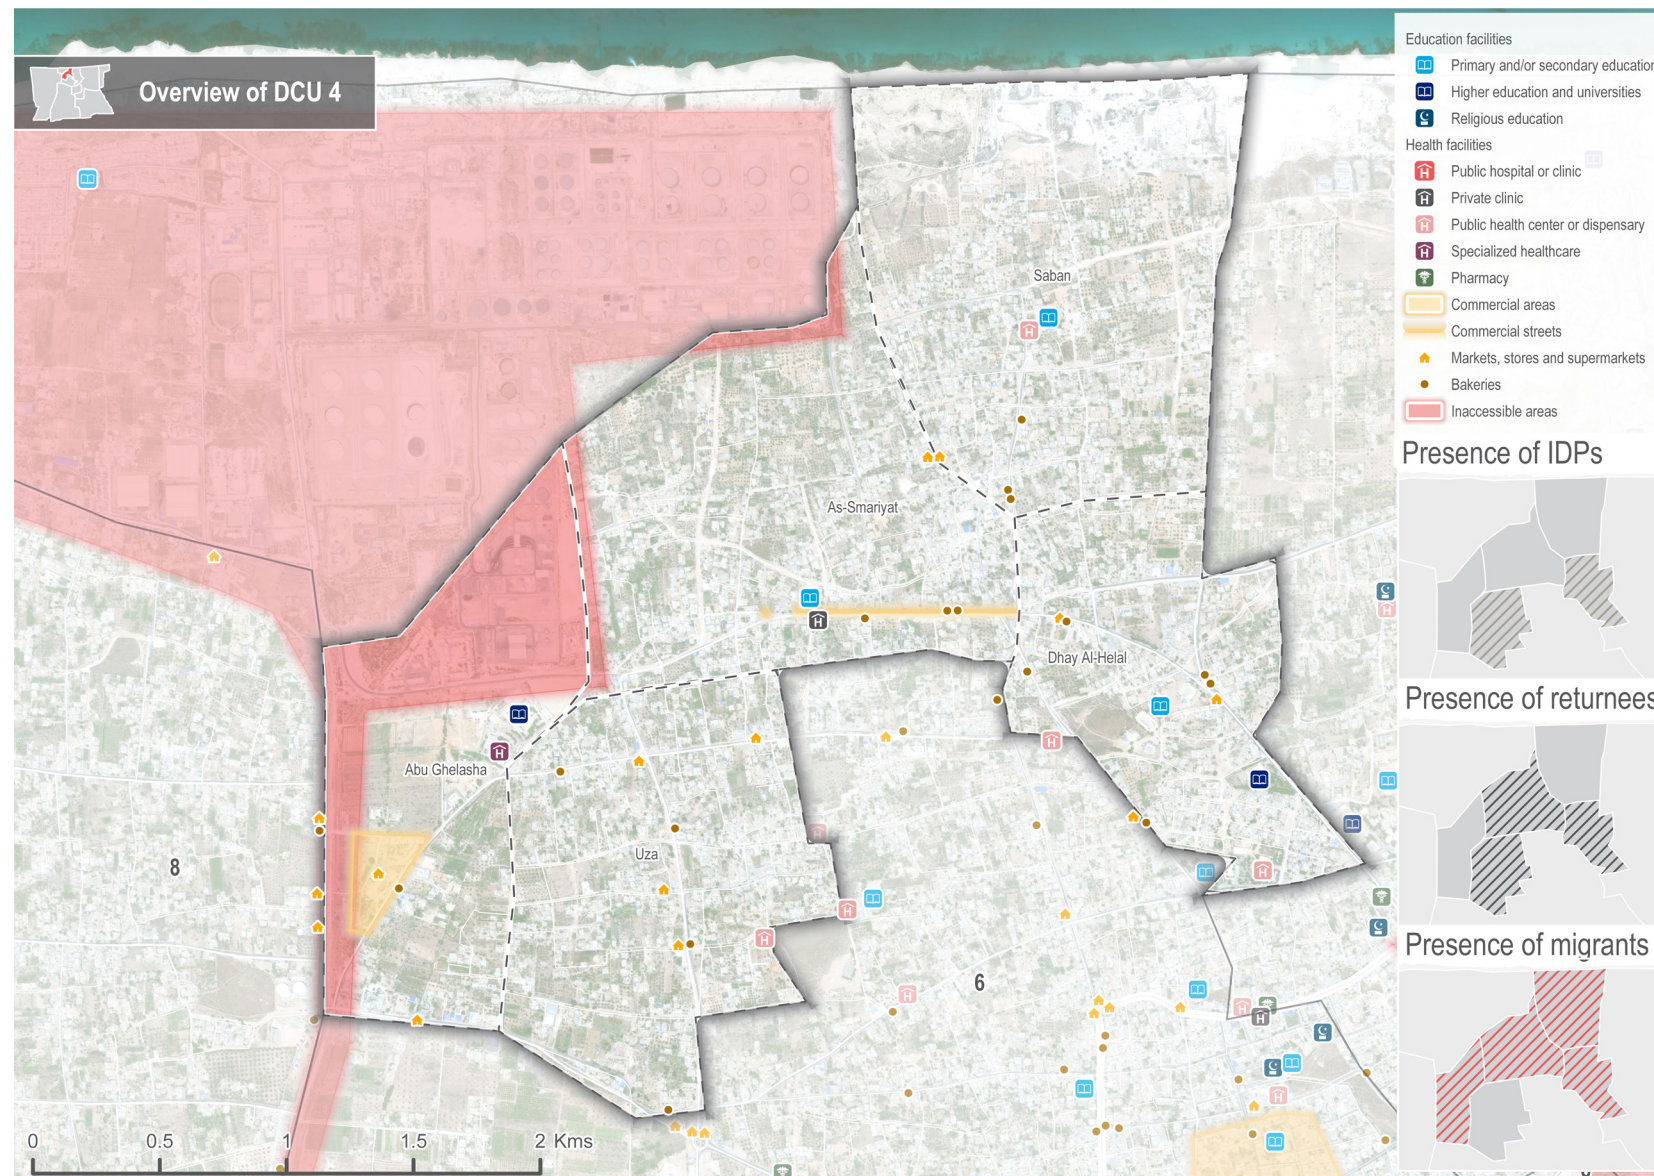 Overview of DCU 4
Education facilities
Primary and/or secondary education
Higher education and universities
Religious education
Health facilities
Public hospital or clinic
Private clinic
Public health center or dispensary
Specialized healthcare
Pharmacy
Commercial areas
Commercial streets
Markets, stores and supermarkets
Bakeries
Inaccessible areas
Presence of IDPs
Presence of returnees
Presence of migrants
Saban
As-Smariyat
Dhay Al-Helal
Abu Ghelasha
Uza
8
6
0 0.5 1 1.5 2 Kms